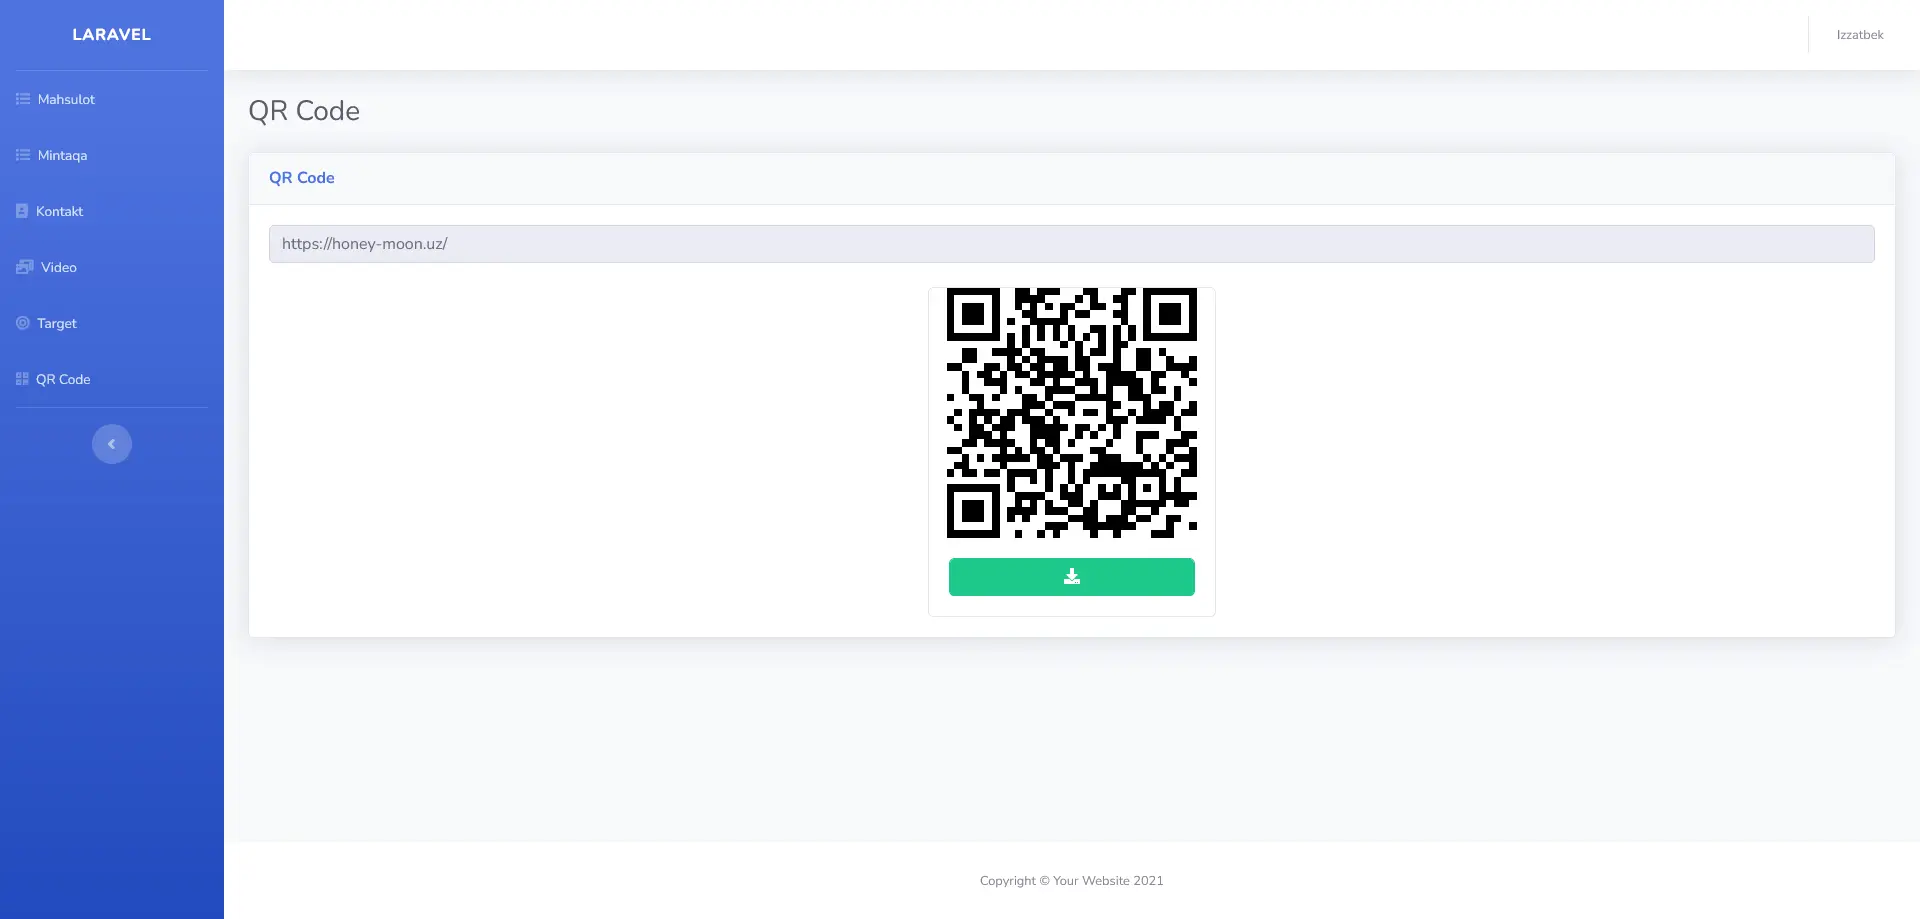 LARAVEL
Izzatbek
Mahsulot
Mintaqa
Kontakt
Video
Target
QR Code
QR Code
QR Code
https://honey-moon.uz/
Copyright © Your Website 2021